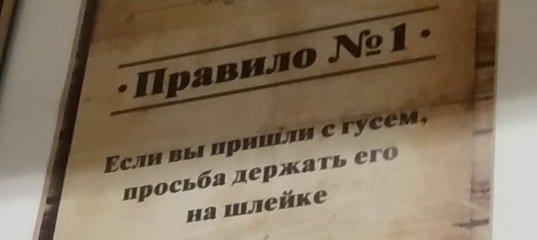 • Правило №1 •
Если вы пришли с гусем,
просьба держать его
на шлейке